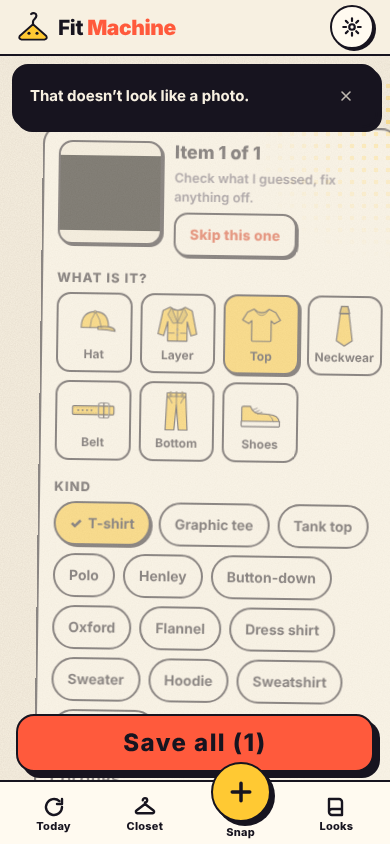 Fit Machine
That doesn’t look like a photo.
Item 1 of 1
Check what I guessed, fix
anything off.
Skip this one
WHAT IS IT?
Hat
Layer
Top
Neckwear
Belt
Bottom
Shoes
KIND
T-shirt
Graphic tee
Tank top
Polo
Henley
Button-down
Oxford
Flannel
Dress shirt
Sweater
Hoodie
Sweatshirt
Save all (1)
Today
Closet
Snap
Looks